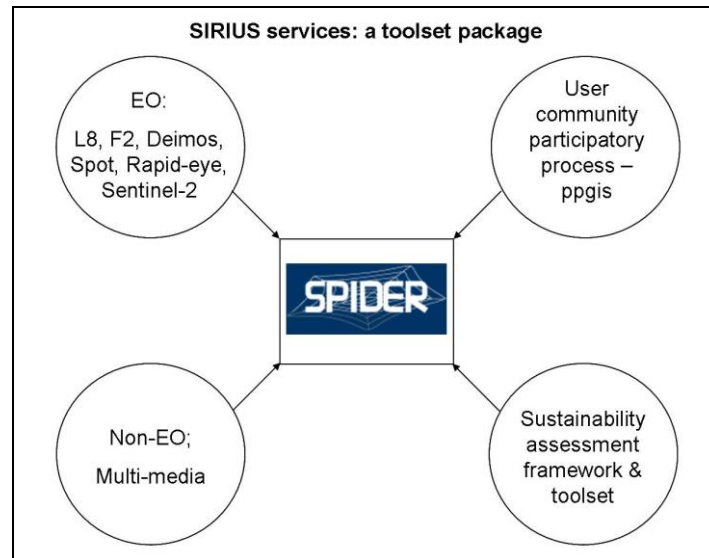 SIRIUS services: a toolset package
EO:
L8, F2, Deimos,
Spot, Rapid-eye,
Sentinel-2
User
community
participatory
process –
ppgis
SPIDER
Non-EO;
Multi-media
Sustainability
assessment
framework &
toolset